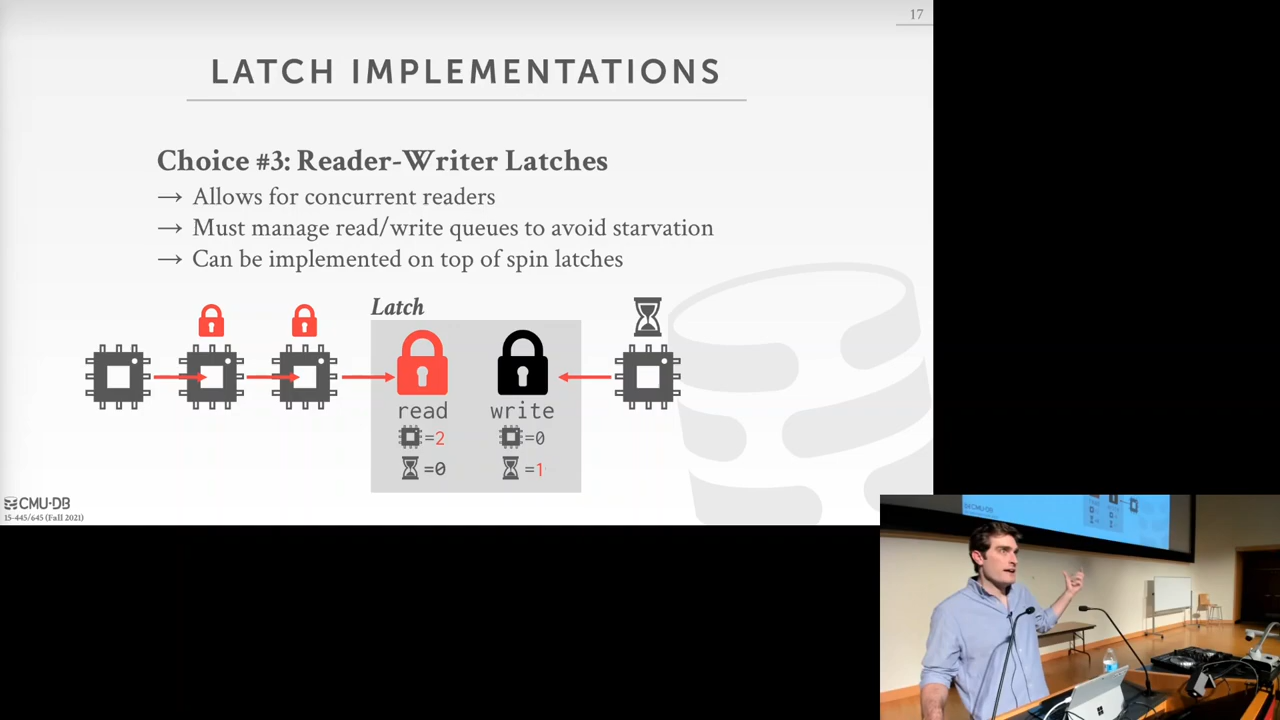 17
LATCH IMPLEMENTATIONS
Choice #3: Reader-Writer Latches
→ Allows for concurrent readers
→ Must manage read/write queues to avoid starvation
→ Can be implemented on top of spin latches
Latch
read
write
=2
=0
=0
=1
CMU·DB
15-445/645 (Fall 2021)